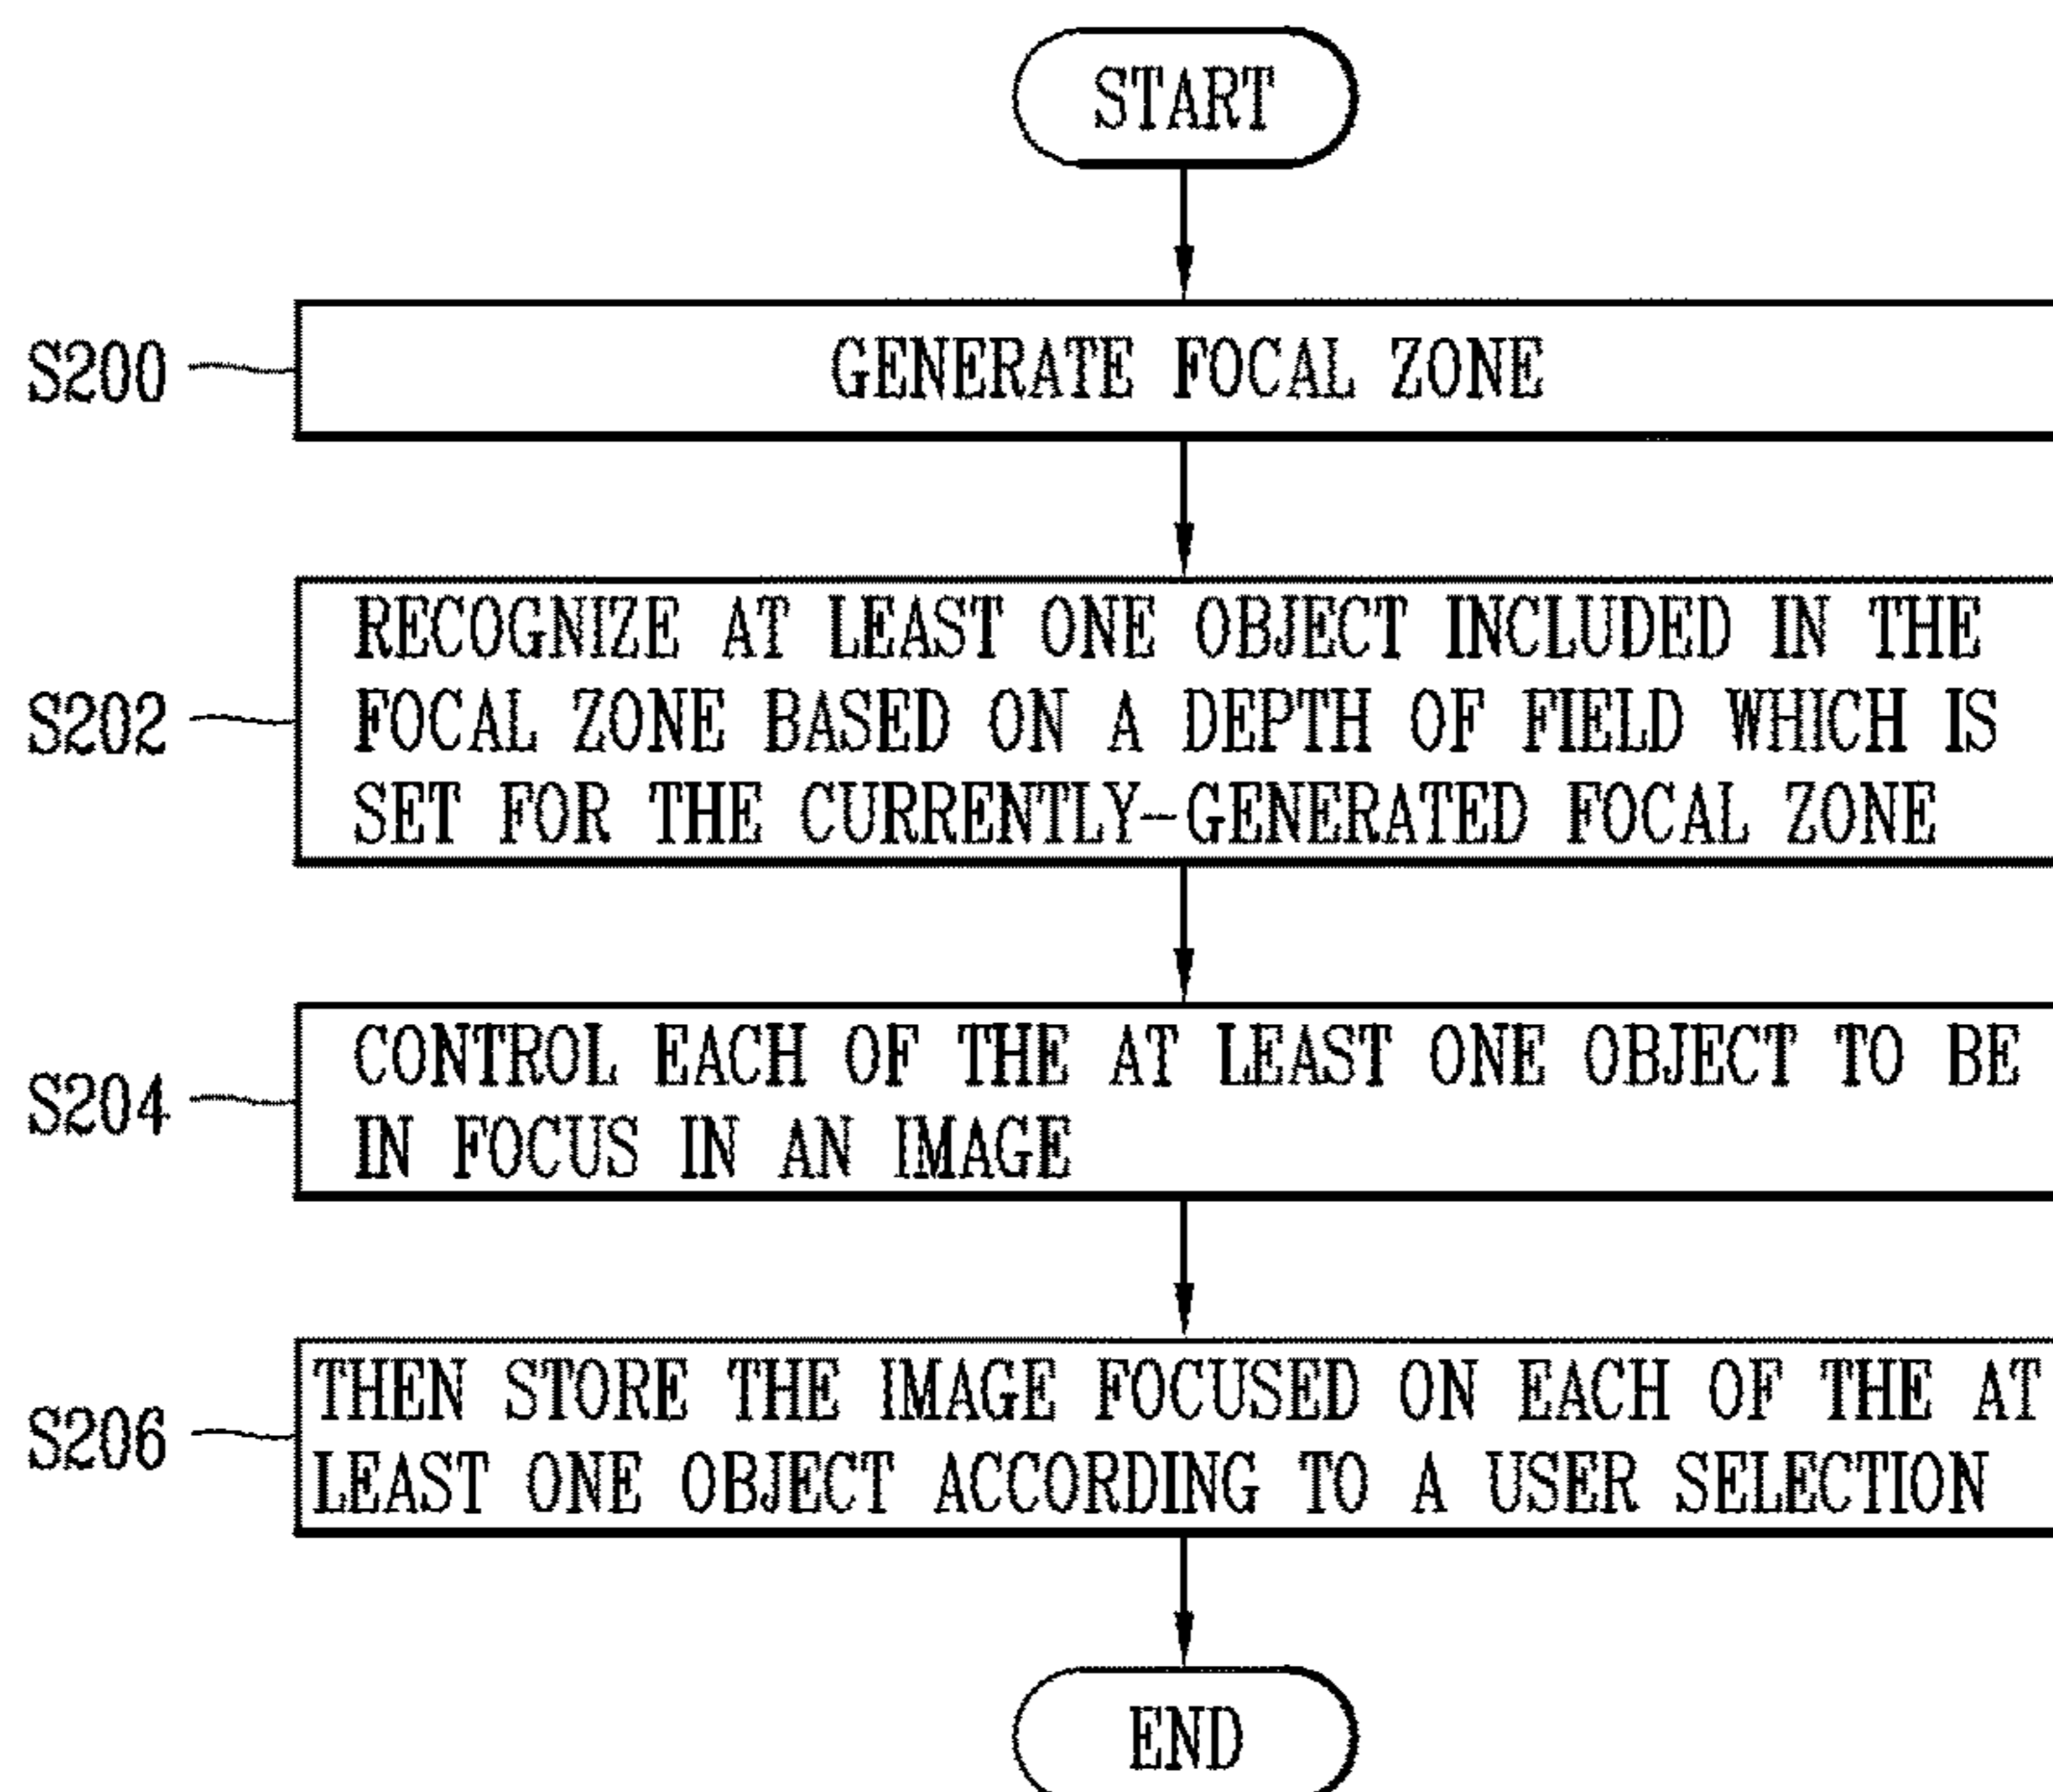 START
S200
GENERATE FOCAL ZONE
S202
RECOGNIZE AT LEAST ONE OBJECT INCLUDED IN THE
FOCAL ZONE BASED ON A DEPTH OF FIELD WHICH IS
SET FOR THE CURRENTLY-GENERATED FOCAL ZONE
S204
CONTROL EACH OF THE AT LEAST ONE OBJECT TO BE
IN FOCUS IN AN IMAGE
S206
THEN STORE THE IMAGE FOCUSED ON EACH OF THE AT
LEAST ONE OBJECT ACCORDING TO A USER SELECTION
END